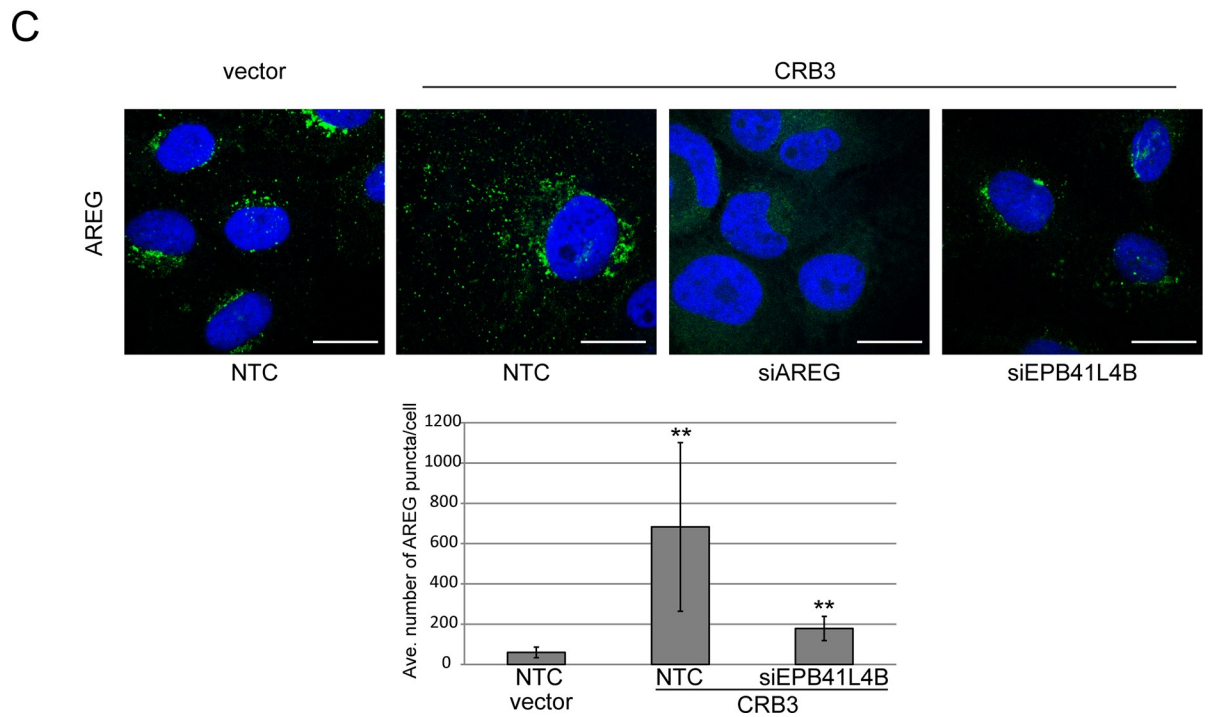 C
vector
CRB3
AREG
NTC
NTC
siAREG
siEPB41L4B
Ave. number of AREG puncta/cell
1200
1000
800
600
400
200
0
**
**
NTC
NTC
siEPB41L4B
vector
CRB3